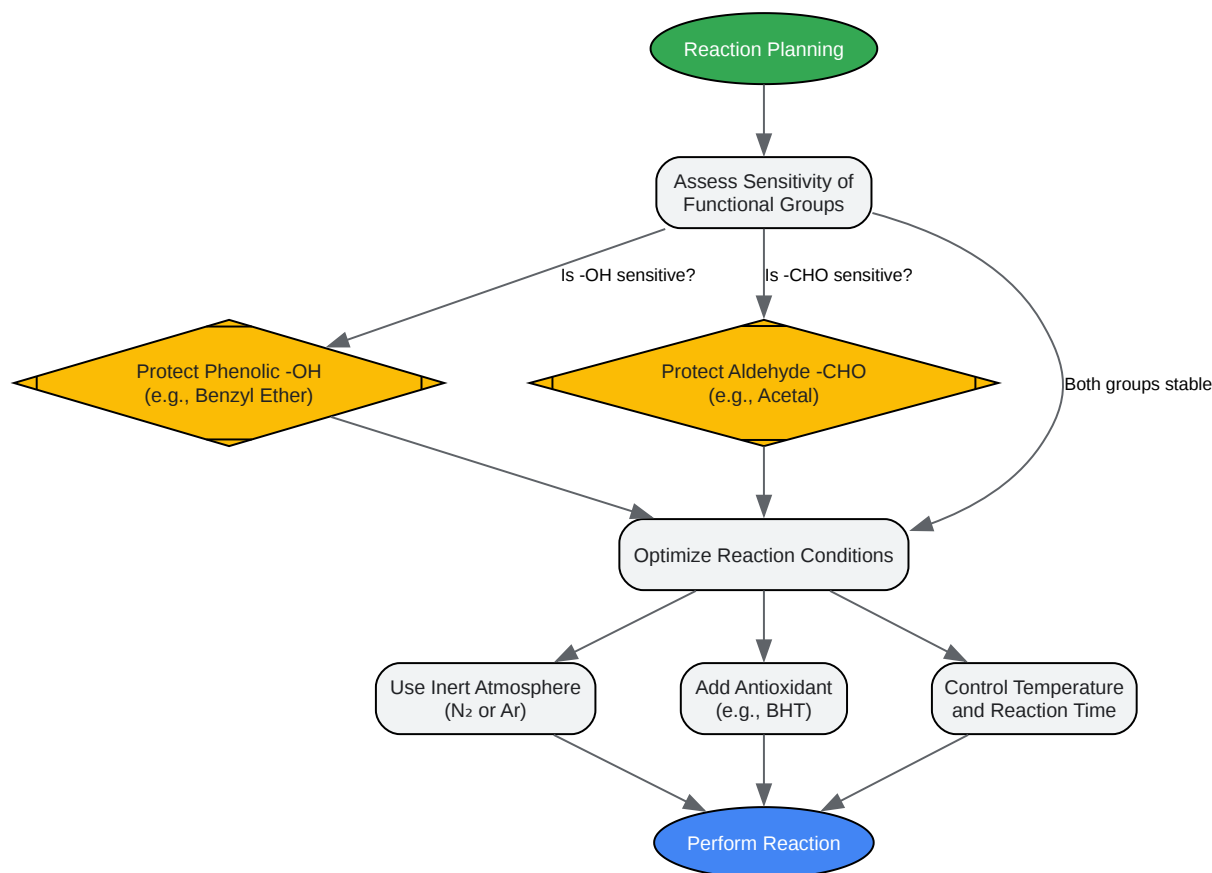 Reaction Planning
Assess Sensitivity of
Functional Groups
Is -OH sensitive?
Is -CHO sensitive?
Protect Phenolic -OH
(e.g., Benzyl Ether)
Protect Aldehyde -CHO
(e.g., Acetal)
Both groups stable
Optimize Reaction Conditions
Use Inert Atmosphere
(N₂ or Ar)
Add Antioxidant
(e.g., BHT)
Control Temperature
and Reaction Time
Perform Reaction